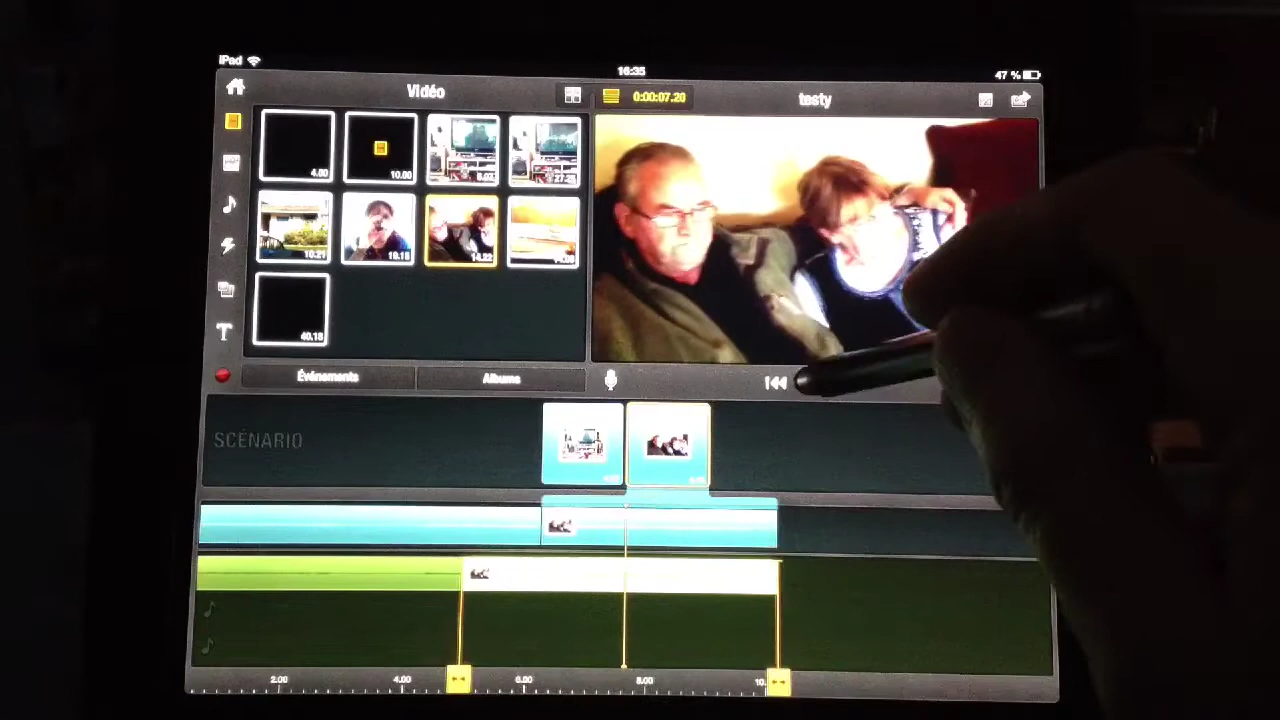 iPad
16:35
47 %
Vidéo
0:00:07.20
testy
4.00
10.00
10.21
18.18
14.22
40.18
Événements
Albums
SCÉNARIO
2.00
4.00
6.00
8.00
10.